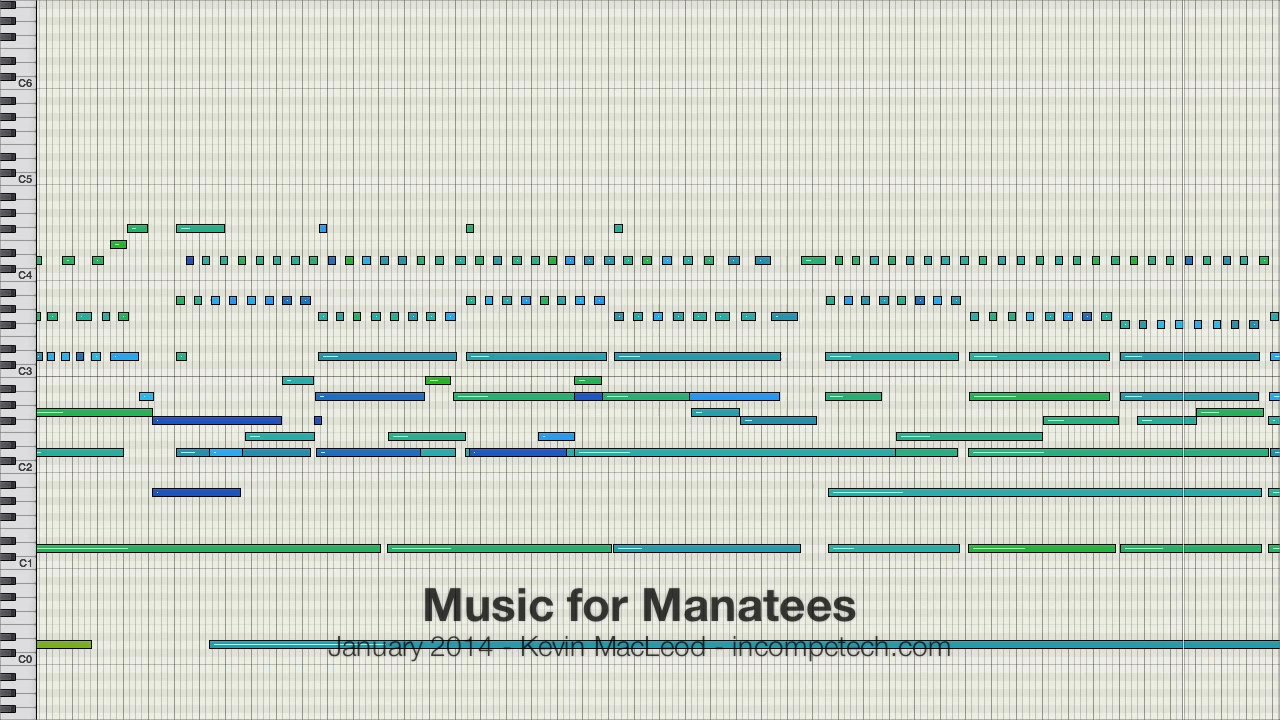 C6
C5
C4
C3
C2
C1
Music for Manatees
January 2014 - Kevin MacLeod - incompetech.com
C0